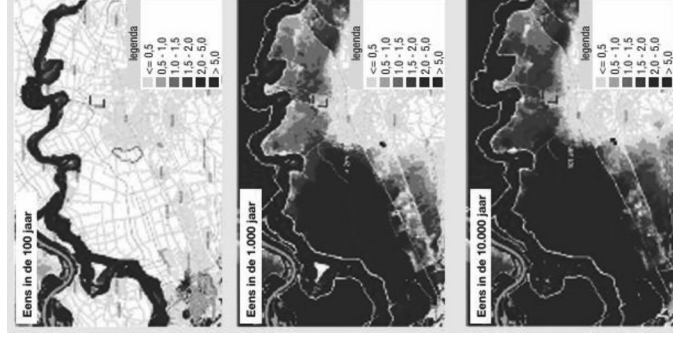 Eens in de 100 jaar
legenda
<= 0,5
0,5 - 1,0
1,0 - 1,5
1,5 - 2,0
2,0 - 5,0
> 5,0
Eens in de 1.000 jaar
legenda
<= 0,5
0,5 - 1,0
1,0 - 1,5
1,5 - 2,0
2,0 - 5,0
> 5,0
Eens in de 10.000 jaar
legenda
<= 0,5
0,5 - 1,0
1,0 - 1,5
1,5 - 2,0
2,0 - 5,0
> 5,0